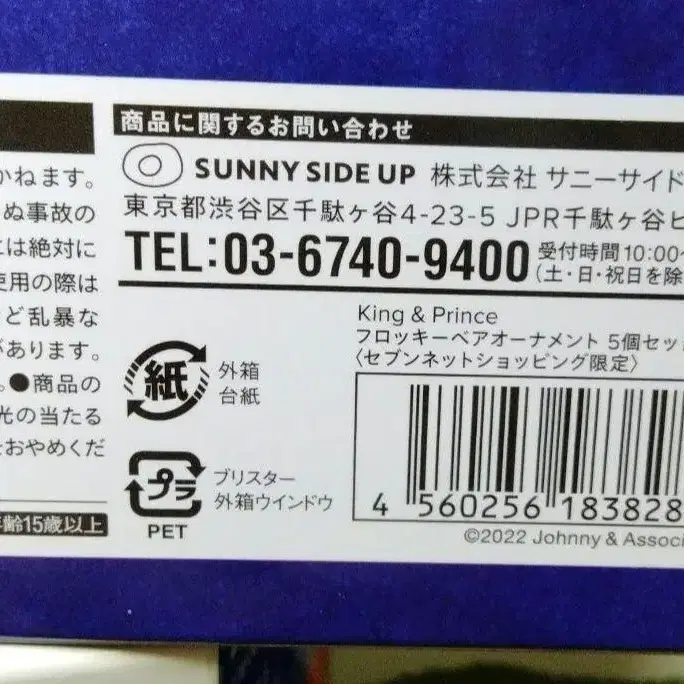 かねます。
ぬ事故の
には絶対に
使用の際は
ど乱暴な
があります。
●商品の
光の当たる
おやめくだ
年齢15歳以上
商品に関するお問い合わせ
SUNNY SIDE UP 株式会社 サニーサイド
東京都渋谷区千駄ヶ谷4-23-5 JPR千駄ヶ谷ビ
TEL:03-6740-9400 受付時間10:00~
(土・日・祝日を除
紙 外箱
台紙
プラ ブリスター
外箱ウインドウ
PET
King & Prince
フロッキーベアオーナメント 5個セッ
〈セブンネットショッピング限定〉
4 560256 183828
©2022 Johnny & Associ